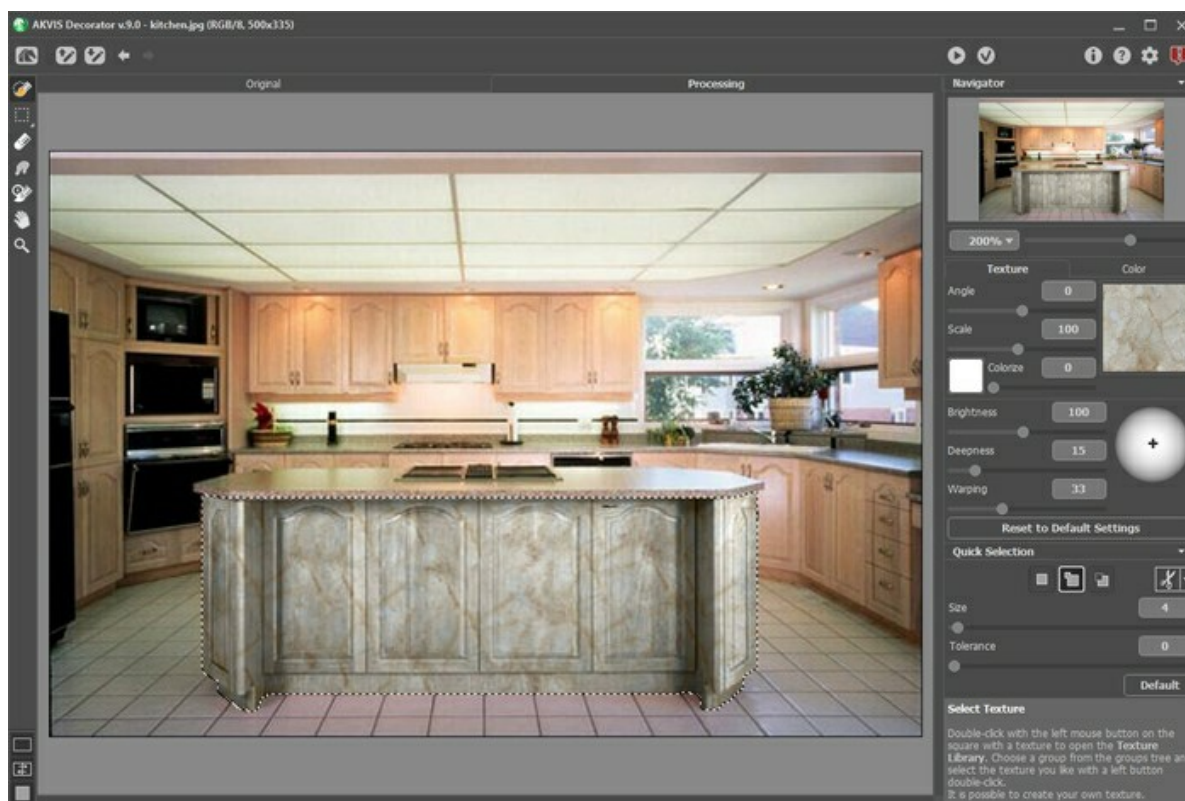 AKVIS Decorator v.9.0 - kitchen.jpg (RGB/8, 500x335)
Original
Processing
Navigator
200%
Texture
Color
Angle
0
Scale
100
Colorize
0
Brightness
100
Deepness
15
Warping
33
Reset to Default Settings
Quick Selection
Size
4
Tolerance
0
Default
Select Texture
Double-click with the left mouse button on the
square with a texture to open the Texture
Library. Choose a group from the groups tree an
select the texture you like with a left button
double-click.
It is possible to create your own texture.